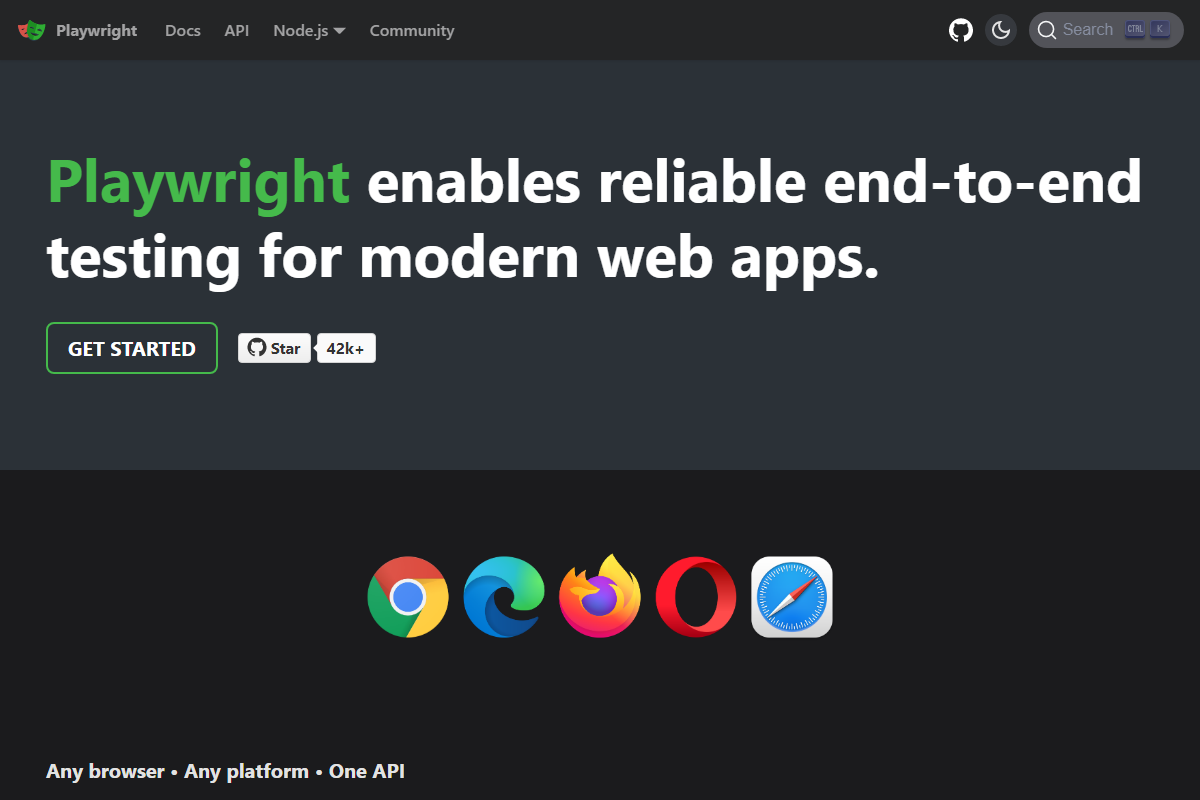 Playwright Docs API Node.js Community Search CTRL K
Playwright enables reliable end-to-end
testing for modern web apps.
GET STARTED Star 42k+
Any browser • Any platform • One API